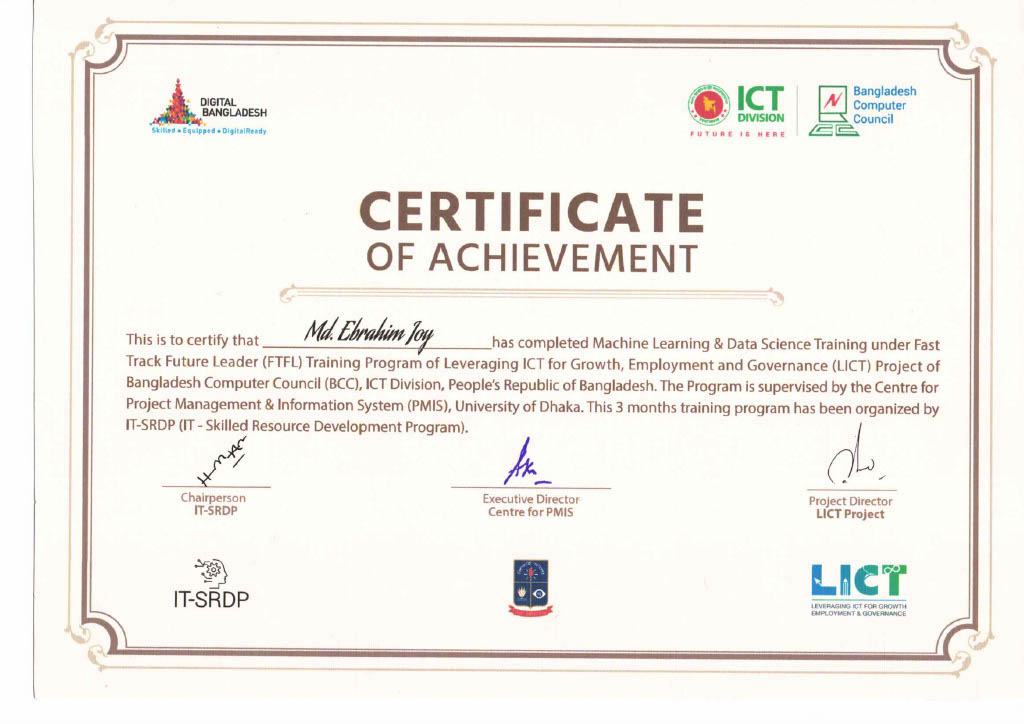 DIGITAL
BANGLADESH
Skilled • Equipped • DigitalReady
ICT
DIVISION
FUTURE IS HERE
Bangladesh
Computer
Council
CERTIFICATE
OF ACHIEVEMENT
This is to certify that Md. Ebrahim Joy has completed Machine Learning & Data Science Training under Fast
Track Future Leader (FTFL) Training Program of Leveraging ICT for Growth, Employment and Governance (LICT) Project of
Bangladesh Computer Council (BCC), ICT Division, People's Republic of Bangladesh. The Program is supervised by the Centre for
Project Management & Information System (PMIS), University of Dhaka. This 3 months training program has been organized by
IT-SRDP (IT - Skilled Resource Development Program).
Chairperson
IT-SRDP
Executive Director
Centre for PMIS
Project Director
LICT Project
IT-SRDP
LICT
LEVERAGING ICT FOR GROWTH
EMPLOYMENT & GOVERNANCE